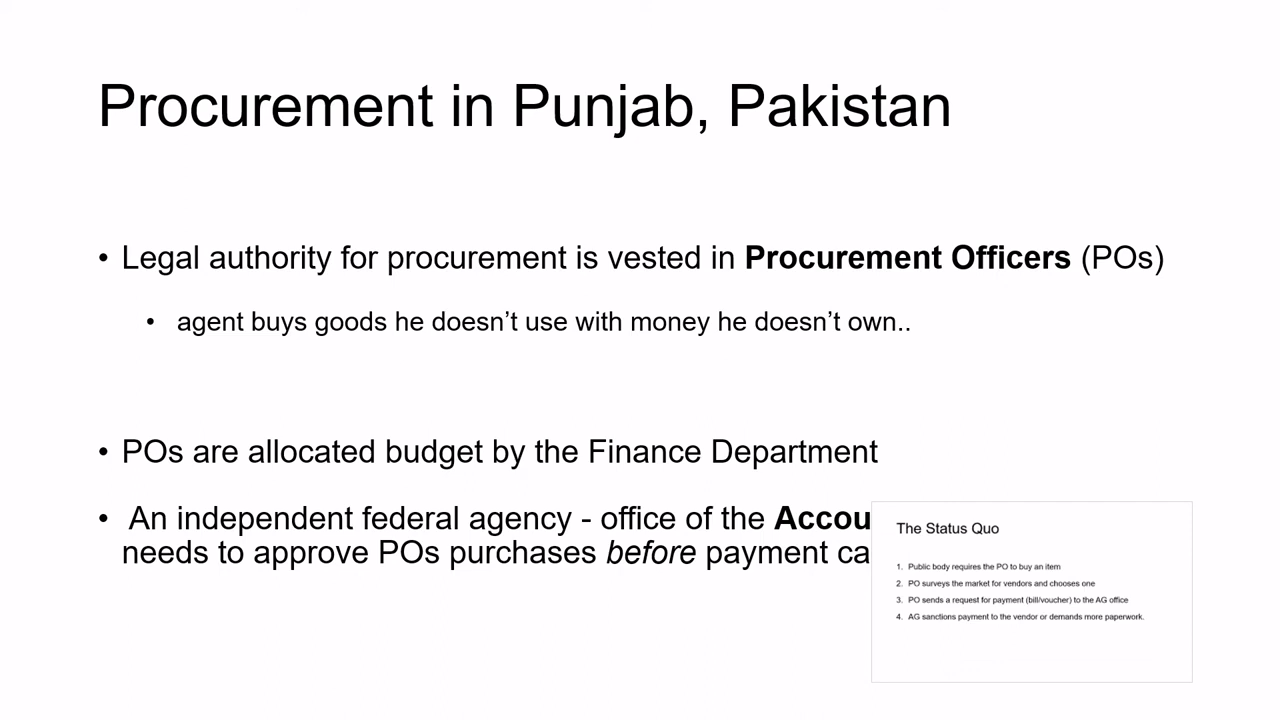 Procurement in Punjab, Pakistan
• Legal authority for procurement is vested in Procurement Officers (POs)
• agent buys goods he doesn’t use with money he doesn’t own..
• POs are allocated budget by the Finance Department
• An independent federal agency - office of the Accou
needs to approve POs purchases before payment ca
The Status Quo
1. Public body requires the PO to buy an item
2. PO surveys the market for vendors and chooses one
3. PO sends a request for payment (bill/voucher) to the AG office
4. AG sanctions payment to the vendor or demands more paperwork.